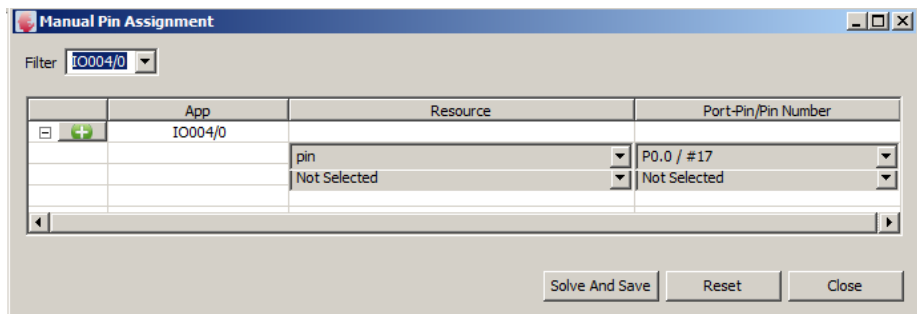 Manual Pin Assignment
Filter IO004/0
App Resource Port-Pin/Pin Number
IO004/0
pin P0.0 / #17
Not Selected Not Selected
Solve And Save Reset Close